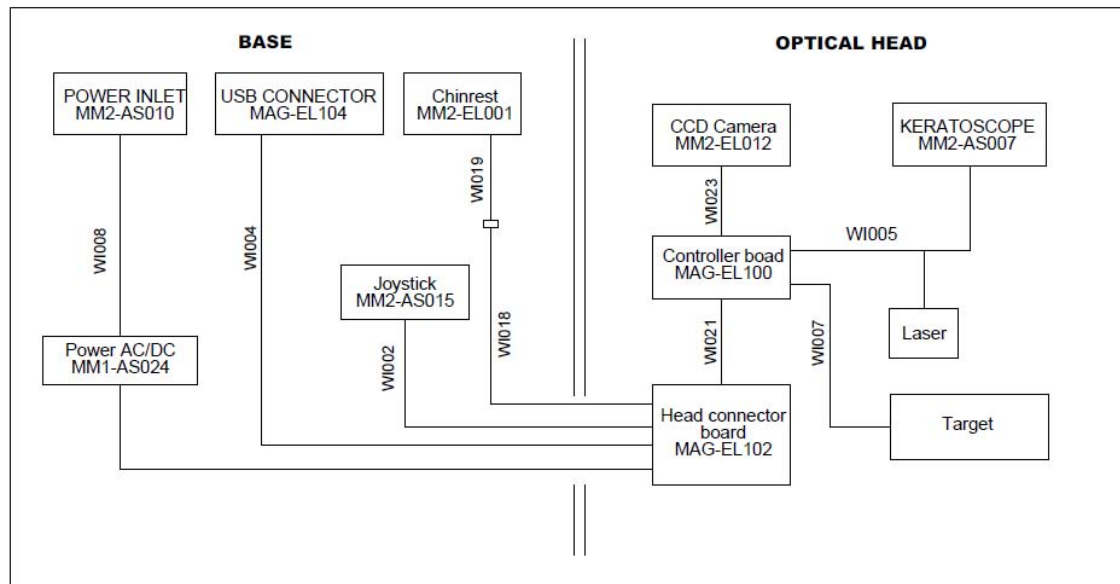 BASE
OPTICAL HEAD
POWER INLET
MM2-AS010
USB CONNECTOR
MAG-EL104
Chinrest
MM2-EL001
CCD Camera
MM2-EL012
KERATOSCOPE
MM2-AS007
WI019
WI023
WI008
WI004
WI005
Joystick
MM2-AS015
Controller boad
MAG-EL100
WI018
WI002
WI021
WI007
Laser
Power AC/DC
MM1-AS024
Head connector
board
MAG-EL102
Target